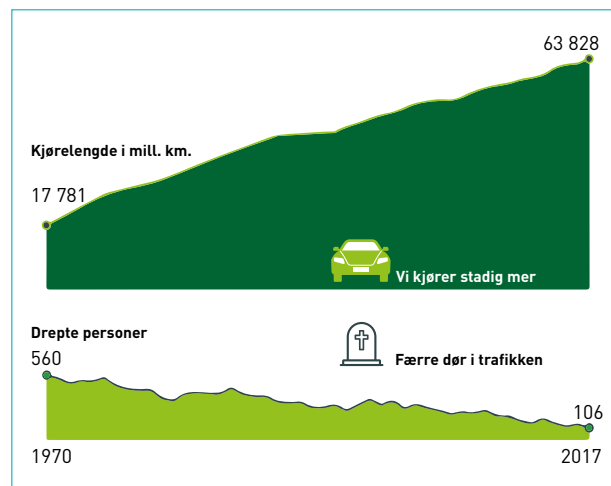 63 828
Kjørelengde i mill. km.
17 781
Vi kjører stadig mer
Drepte personer
560
Færre dør i trafikken
106
1970
2017